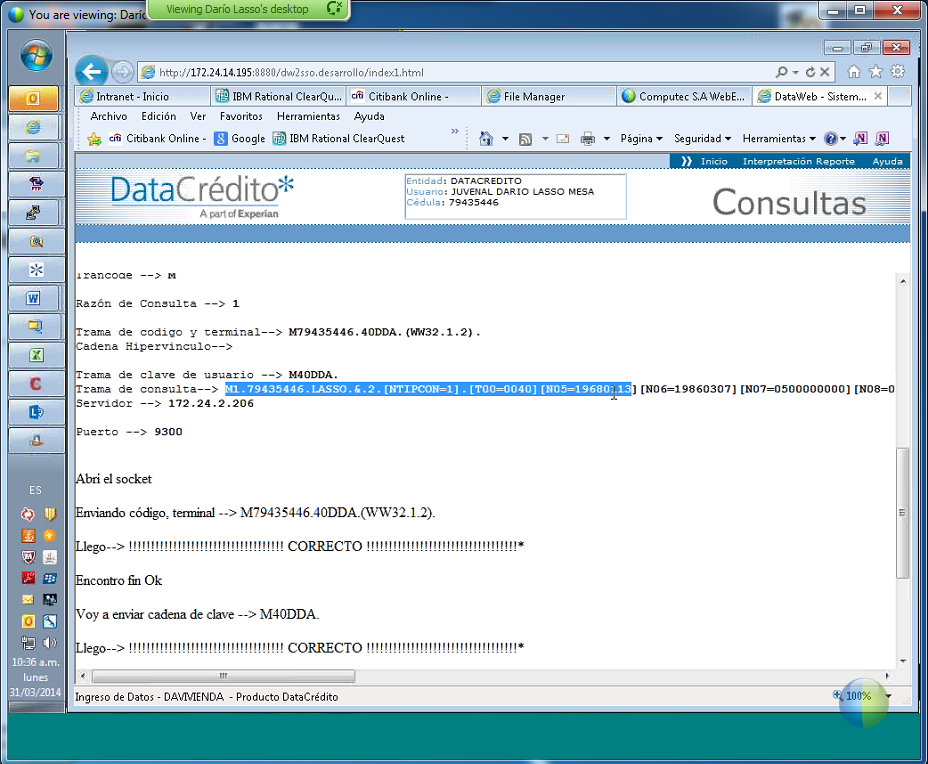 You are viewing: Darío
Viewing Darío Lasso's desktop
http://172.24.14.195:8880/dw2sso.desarrollo/index1.html
Intranet - Inicio
IBM Rational ClearQu...
Citibank Online -
File Manager
Computec S.A WebE...
DataWeb - Sistem...
Archivo Edición Ver Favoritos Herramientas Ayuda
Citibank Online - Google IBM Rational ClearQuest » Página Seguridad Herramientas
Inicio Interpretación Reporte Ayuda
DataCrédito*
A part of Experian
Entidad: DATACREDITO
Usuario: JUVENAL DARIO LASSO MESA
Cédula: 79435446
Consultas
Trancode --> M
Razón de Consulta --> 1
Trama de codigo y terminal--> M79435446.40DDA.(WW32.1.2).
Cadena Hipervinculo-->
Trama de clave de usuario --> M40DDA.
Trama de consulta--> M1.79435446.LASSO.&.2.[NTIPCON=1].[T00=0040][N05=19680113][N06=19860307][N07=0500000000][N08=0
Servidor --> 172.24.2.206
Puerto --> 9300
Abri el socket
Enviando código, terminal --> M79435446.40DDA.(WW32.1.2).
Llego--> !!!!!!!!!!!!!!!!!!!!!!!!!!!!!!!!!!! CORRECTO !!!!!!!!!!!!!!!!!!!!!!!!!!!!!!!!!!*
Encontro fin Ok
Voy a enviar cadena de clave --> M40DDA.
Llego--> !!!!!!!!!!!!!!!!!!!!!!!!!!!!!!!!!!! CORRECTO !!!!!!!!!!!!!!!!!!!!!!!!!!!!!!!!!!*
Ingreso de Datos - DAVIVIENDA - Producto DataCrédito
100%
ES
10:36 a.m.
lunes
31/03/2014